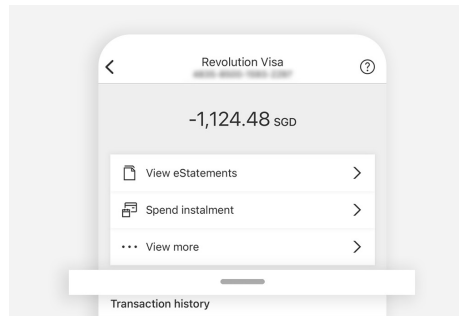 Revolution Visa
-1,124.48 SGD
View eStatements
Spend instalment
View more
Transaction history